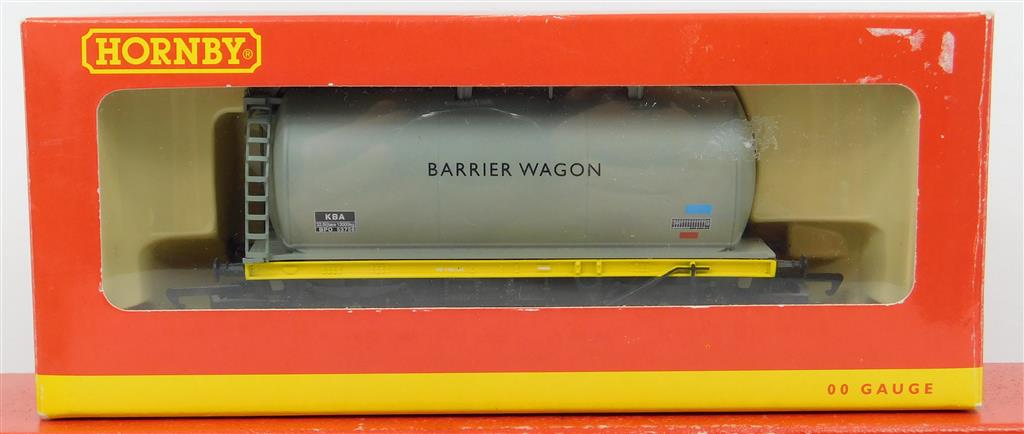 HORNBY®
BARRIER WAGON
KBA
00 GAUGE